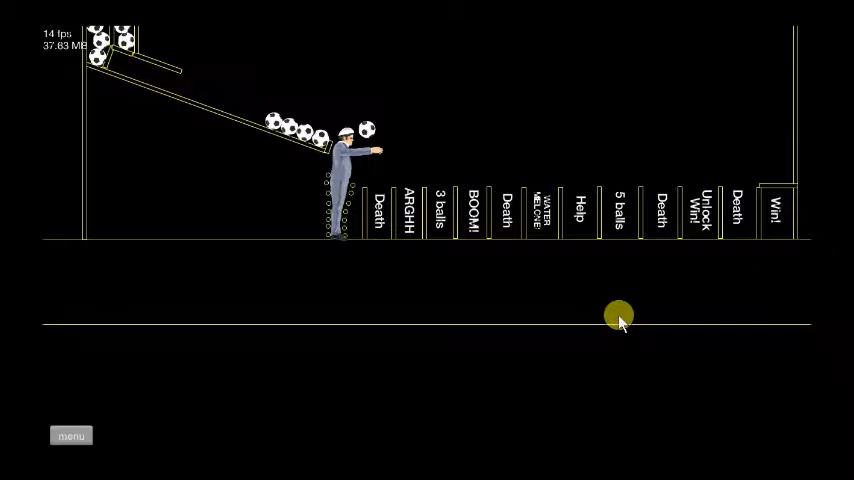 14 fps
37.63 MB
Death
ARGHH
3 balls
BOOM!
Death
WATER
MELONE!
Help
5 balls
Death
Unlock
Win!
Death
Win!
menu